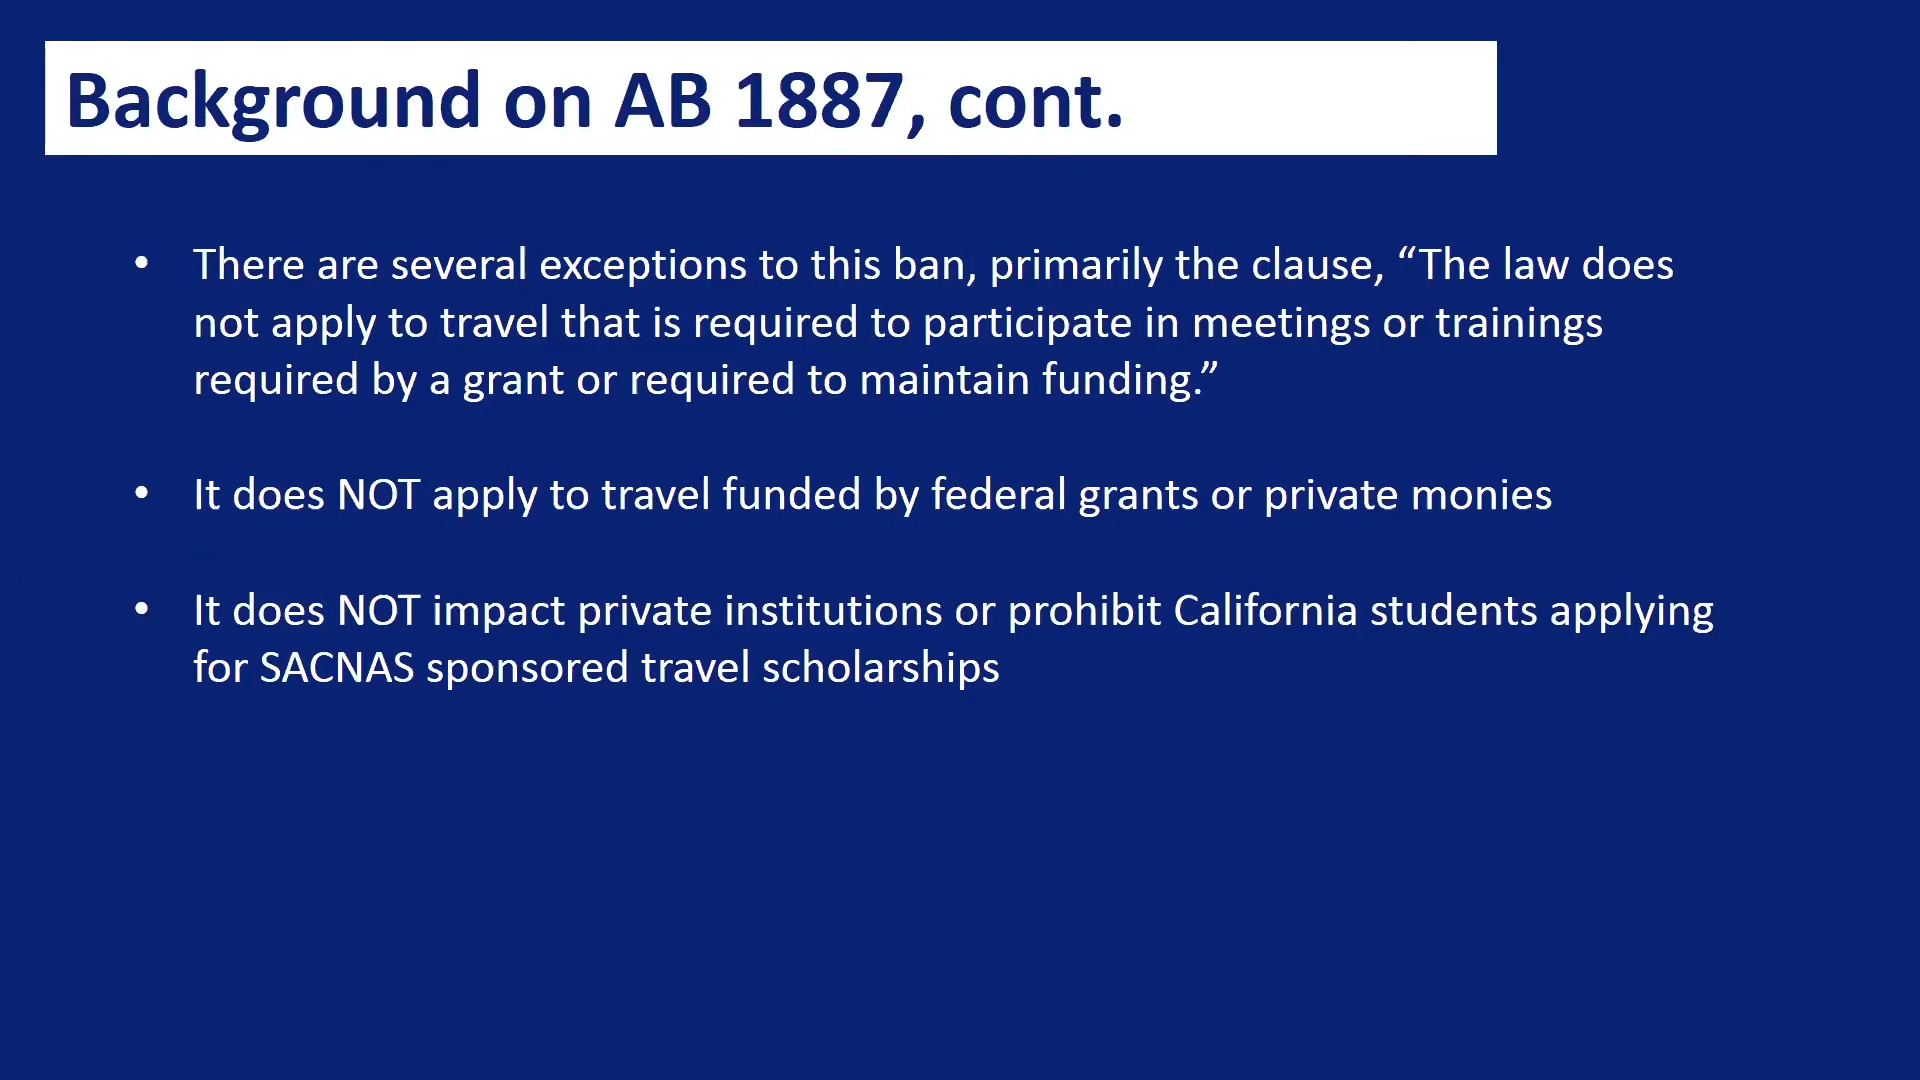 Background on AB 1887, cont.
• There are several exceptions to this ban, primarily the clause, “The law does
not apply to travel that is required to participate in meetings or trainings
required by a grant or required to maintain funding.”
• It does NOT apply to travel funded by federal grants or private monies
• It does NOT impact private institutions or prohibit California students applying
for SACNAS sponsored travel scholarships